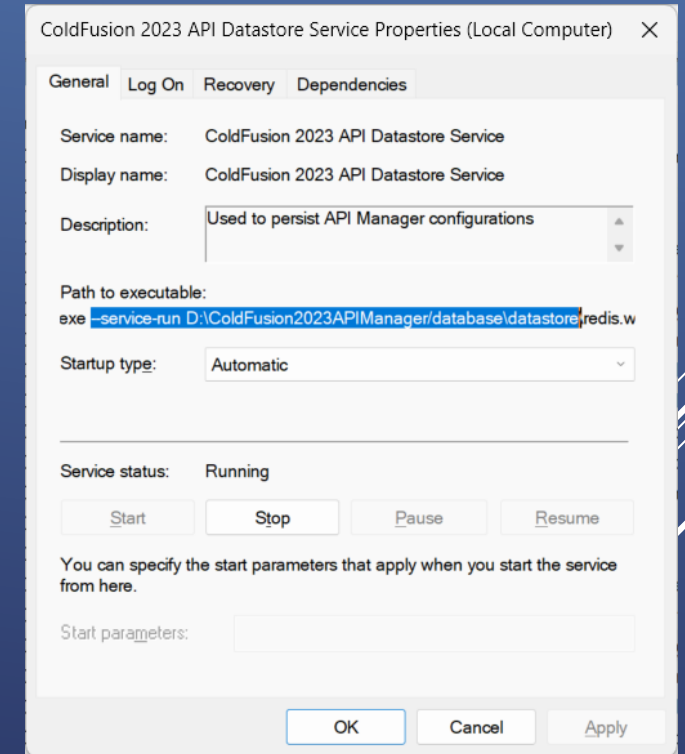 ColdFusion 2023 API Datastore Service Properties (Local Computer)
General Log On Recovery Dependencies
Service name: ColdFusion 2023 API Datastore Service
Display name: ColdFusion 2023 API Datastore Service
Description: Used to persist API Manager configurations
Path to executable:
exe --service-run D:\ColdFusion2023APIManager/database\datastore\redis.w
Startup type: Automatic
Service status: Running
Start Stop Pause Resume
You can specify the start parameters that apply when you start the service
from here.
Start parameters:
OK Cancel Apply